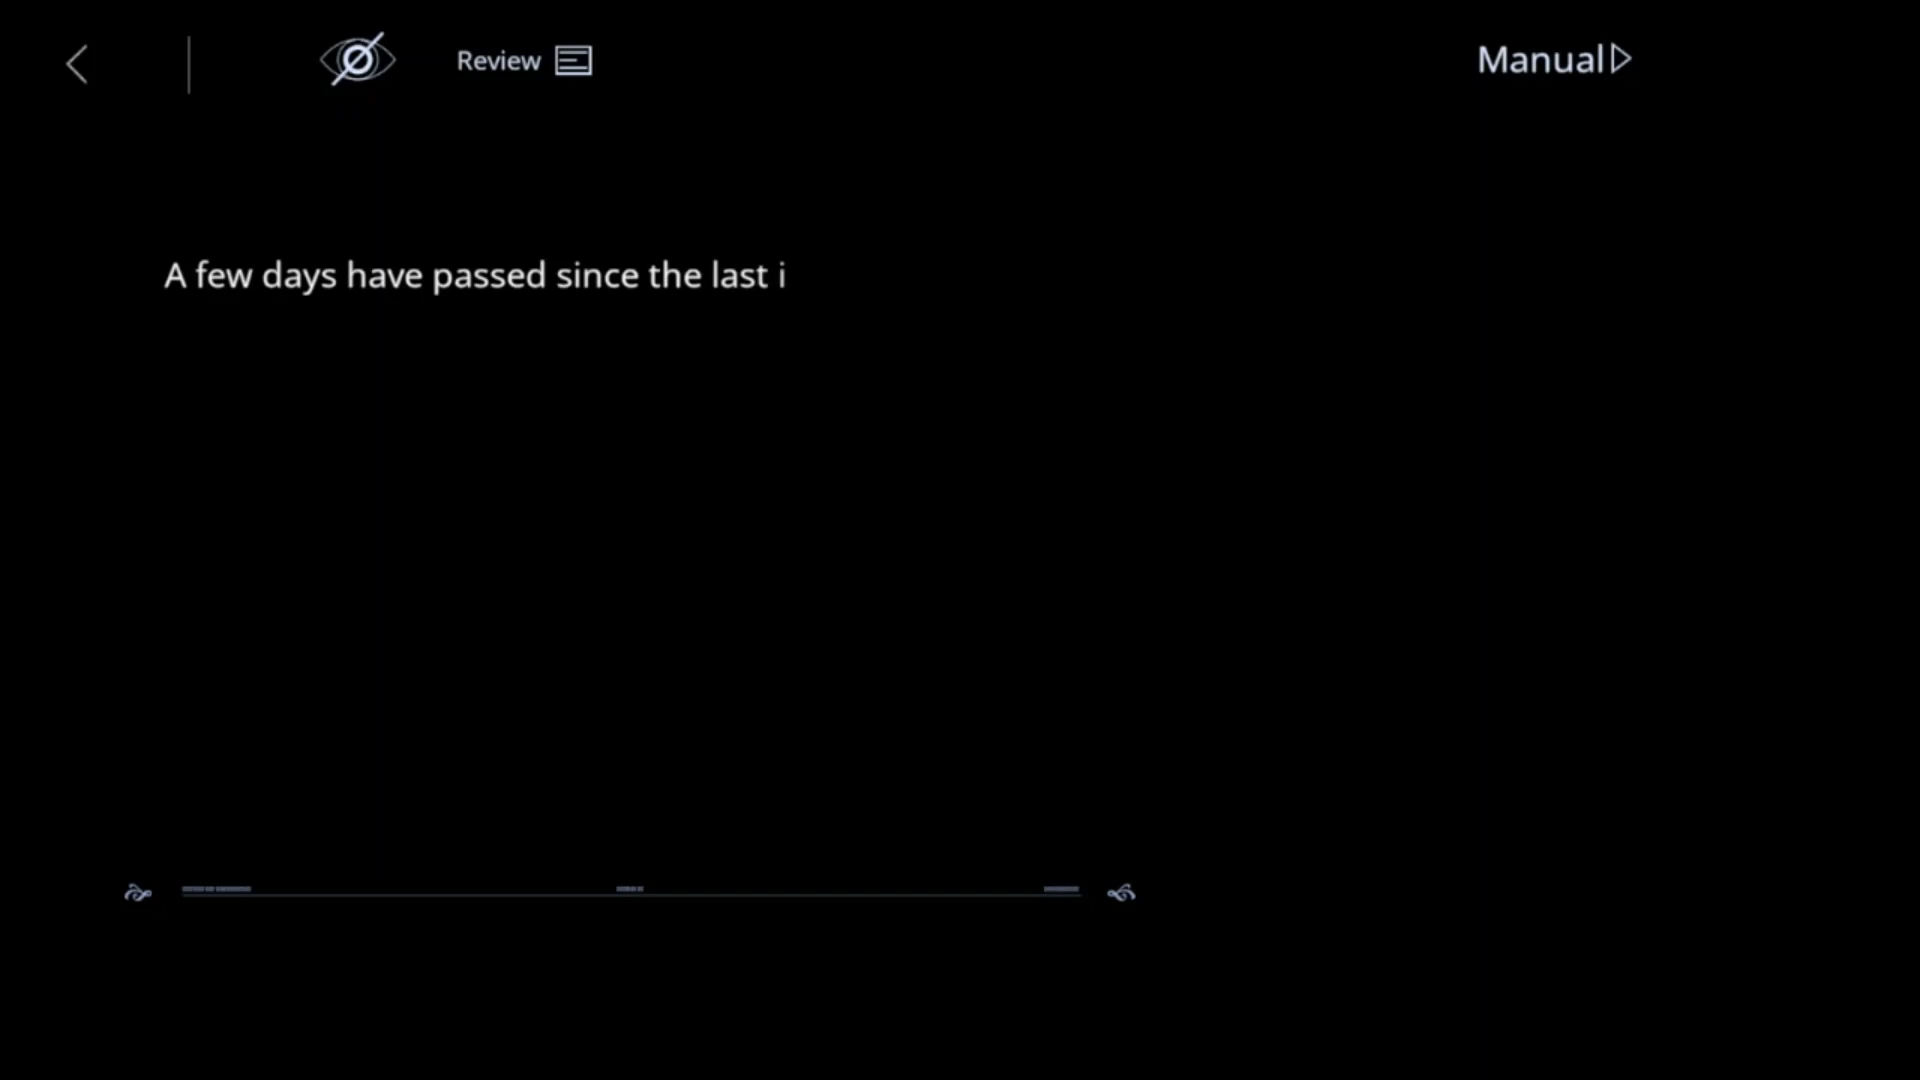 Review
Manual
A few days have passed since the last i